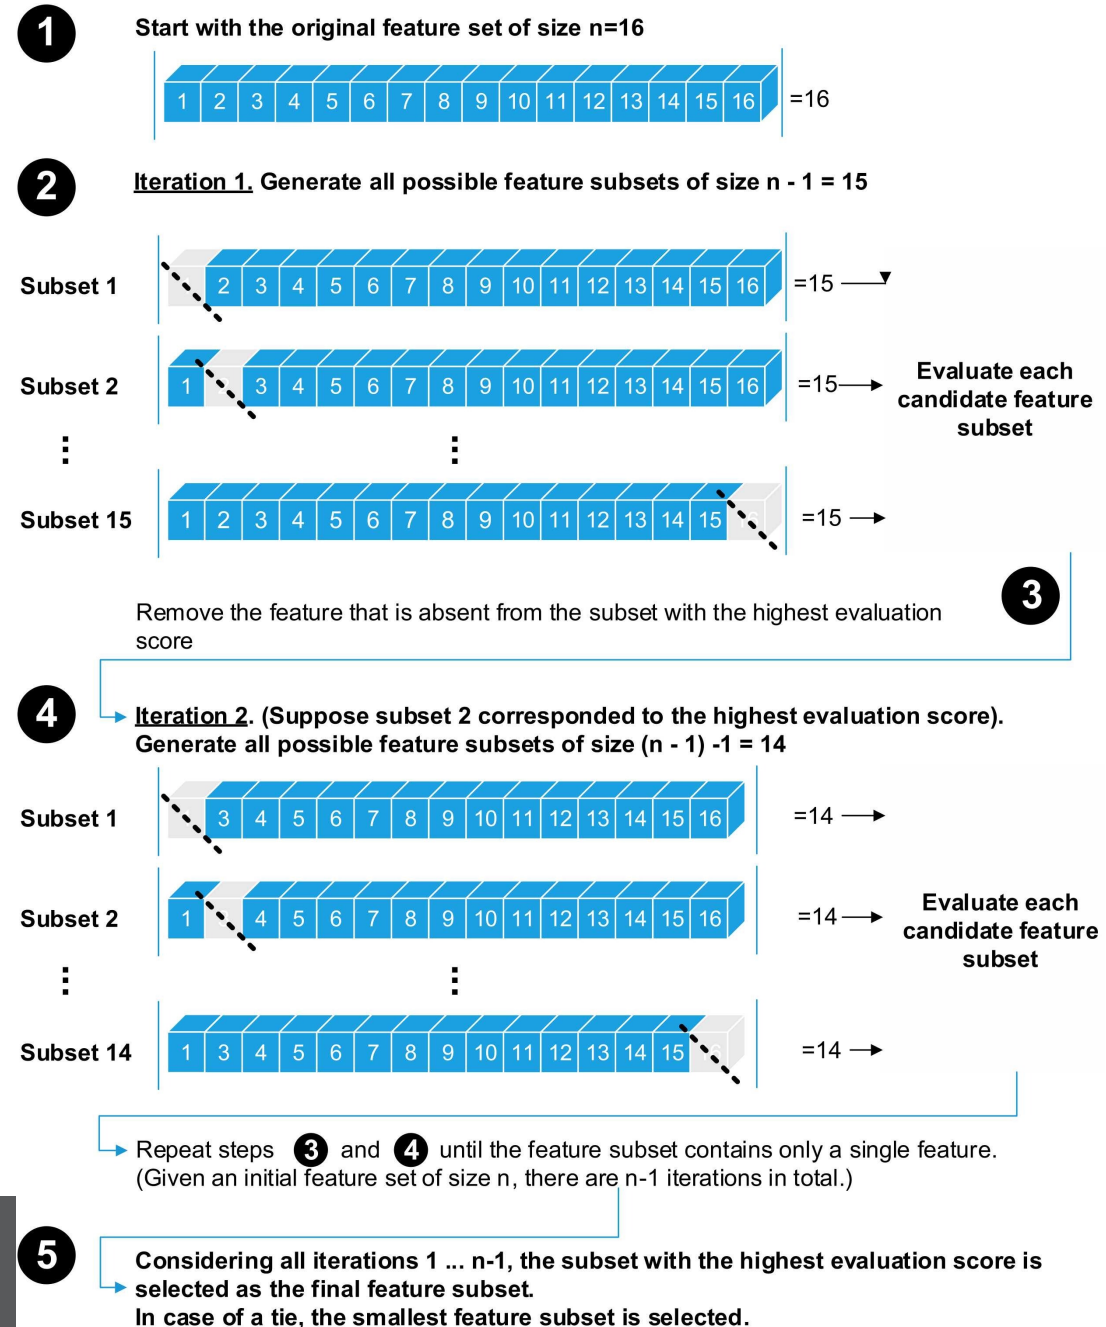 1
Start with the original feature set of size n=16
1 2 3 4 5 6 7 8 9 10 11 12 13 14 15 16 =16
2
Iteration 1. Generate all possible feature subsets of size n - 1 = 15
Subset 1
2 3 4 5 6 7 8 9 10 11 12 13 14 15 16 =15
Subset 2
1 3 4 5 6 7 8 9 10 11 12 13 14 15 16 =15
Evaluate each
candidate feature
subset
⋮ ⋮
Subset 15
1 2 3 4 5 6 7 8 9 10 11 12 13 14 15 16 =15
3
Remove the feature that is absent from the subset with the highest evaluation
score
4
Iteration 2. (Suppose subset 2 corresponded to the highest evaluation score).
Generate all possible feature subsets of size (n - 1) -1 = 14
Subset 1
3 4 5 6 7 8 9 10 11 12 13 14 15 16 =14
Subset 2
1 3 4 5 6 7 8 9 10 11 12 13 14 15 16 =14
Evaluate each
candidate feature
subset
⋮ ⋮
Subset 14
1 3 4 5 6 7 8 9 10 11 12 13 14 15 16 =14
Repeat steps 3 and 4 until the feature subset contains only a single feature.
(Given an initial feature set of size n, there are n-1 iterations in total.)
5
Considering all iterations 1 ... n-1, the subset with the highest evaluation score is
selected as the final feature subset.
In case of a tie, the smallest feature subset is selected.